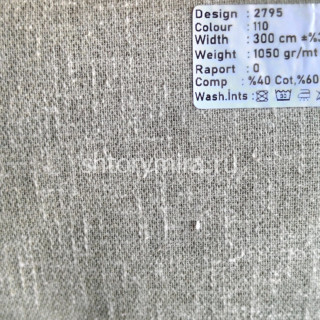 Design : 2795
Colour : 110
Width : 300 cm ±%
Weight : 1050 gr/mt
Raport : 0
Comp : %40 Cot.%60
Wash.İnts :
shtorymira.ru